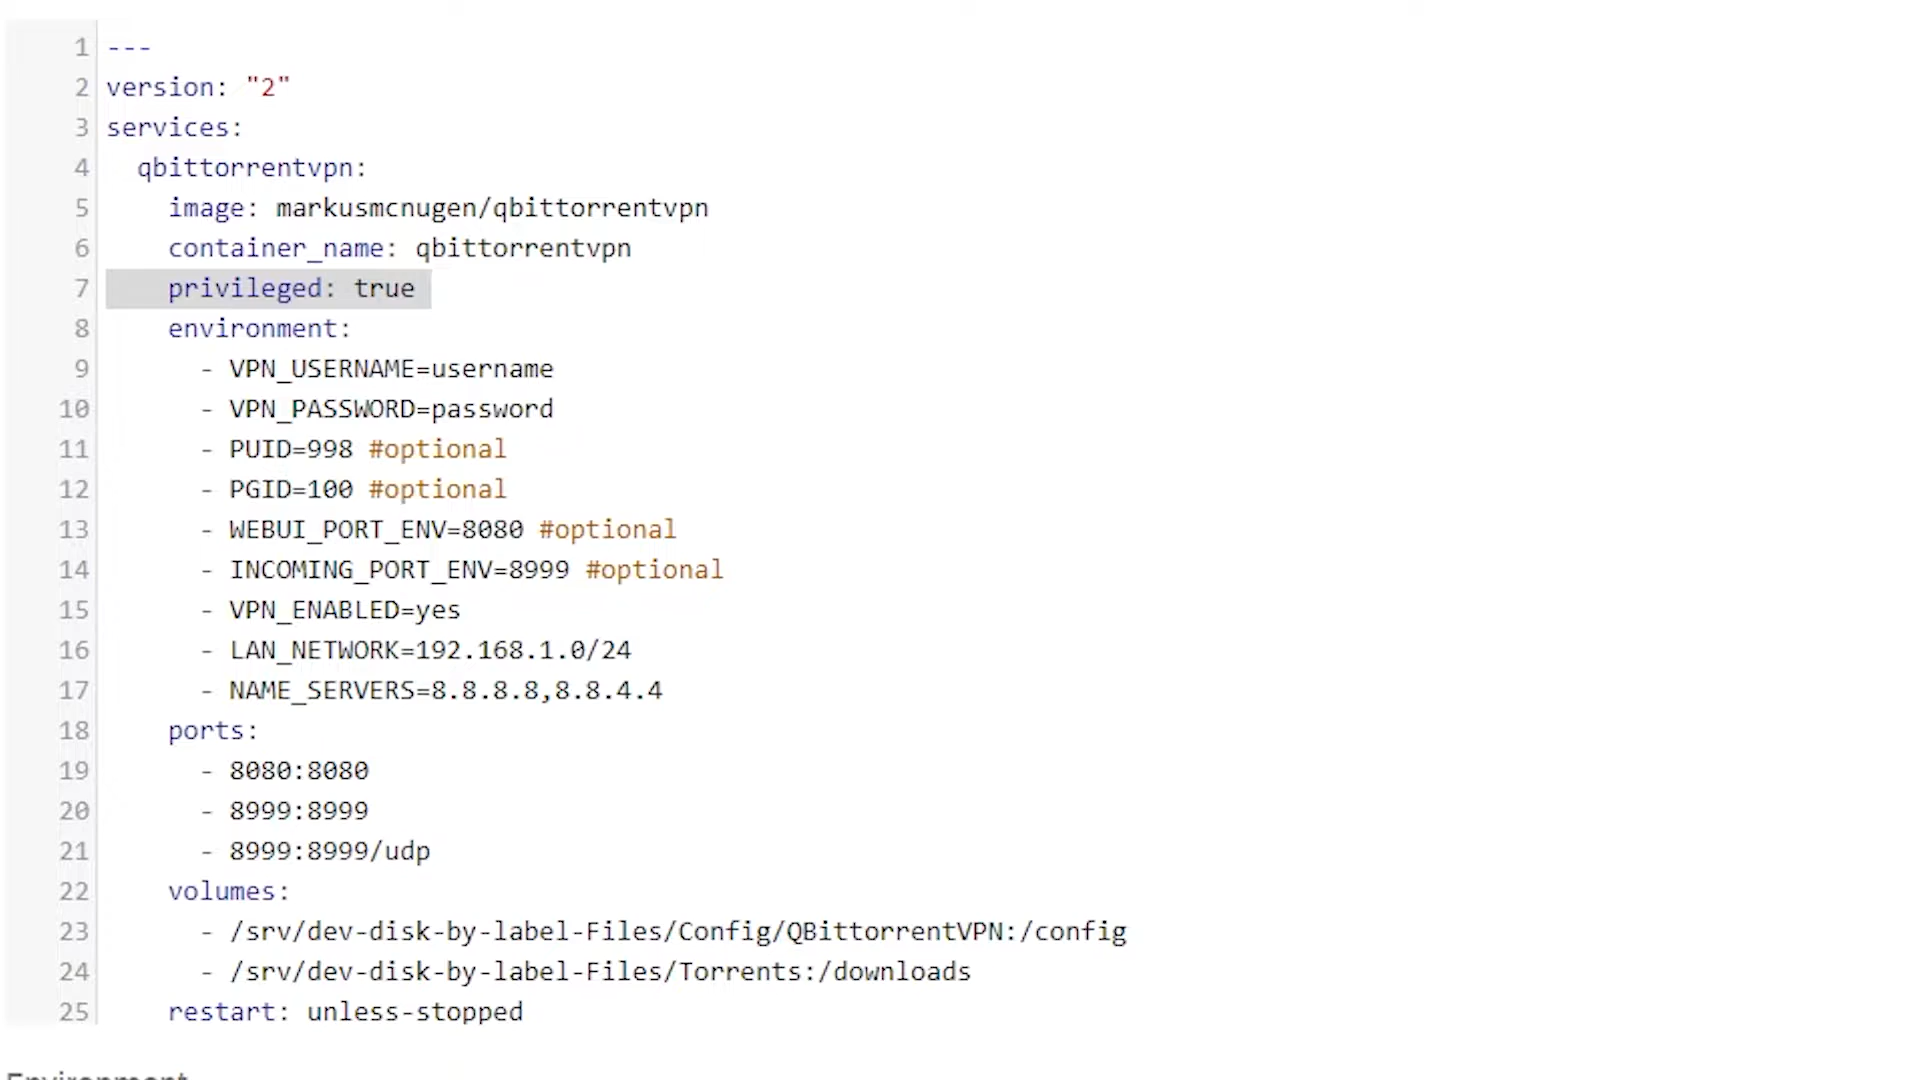 1 ---
2 version: "2"
3 services:
4 qbittorrentvpn:
5 image: markusmcnugen/qbittorrentvpn
6 container_name: qbittorrentvpn
7 privileged: true
8 environment:
9 - VPN_USERNAME=username
10 - VPN_PASSWORD=password
11 - PUID=998 #optional
12 - PGID=100 #optional
13 - WEBUI_PORT_ENV=8080 #optional
14 - INCOMING_PORT_ENV=8999 #optional
15 - VPN_ENABLED=yes
16 - LAN_NETWORK=192.168.1.0/24
17 - NAME_SERVERS=8.8.8.8,8.8.4.4
18 ports:
19 - 8080:8080
20 - 8999:8999
21 - 8999:8999/udp
22 volumes:
23 - /srv/dev-disk-by-label-Files/Config/QBittorrentVPN:/config
24 - /srv/dev-disk-by-label-Files/Torrents:/downloads
25 restart: unless-stopped
Environment